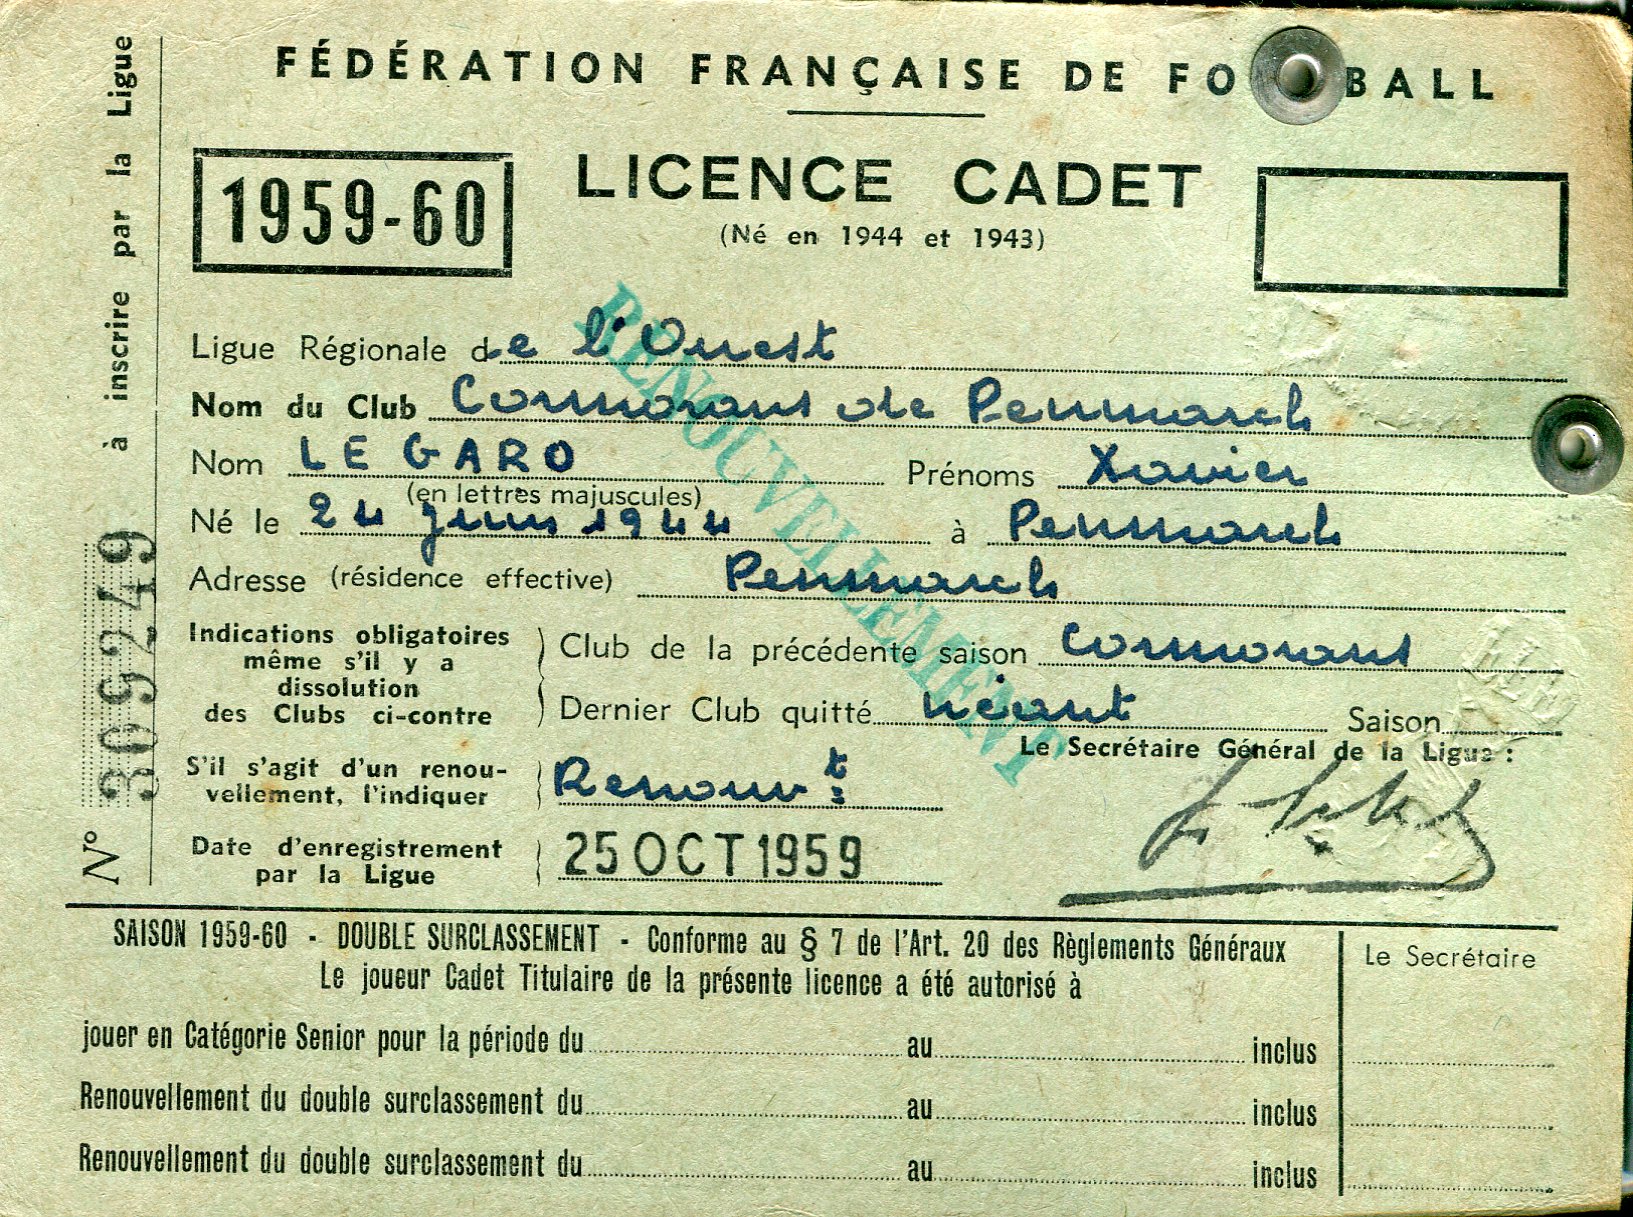 FÉDÉRATION FRANÇAISE DE FO BALL
1959-60
LICENCE CADET
(Né en 1944 et 1943)
Ligue Régionale de l'Ouest
Nom du Club Cormorans de Penmarch
Nom LE GARO Prénoms Xavier
(en lettres majuscules)
Né le 24 juin 1944 à Penmarch
Adresse (résidence effective) Penmarch
Indications obligatoires
même s'il y a
dissolution
des Clubs ci-contre
Club de la précédente saison Cormorans
Dernier Club quitté néant Saison
Le Secrétaire Général de la Ligue :
S'il s'agit d'un renou-
vellement, l'indiquer
Renouvt
Date d'enregistrement
par la Ligue
25 OCT 1959
RENOUVELLEMENT
N° 309249 à inscrire par la Ligue
SAISON 1959-60 - DOUBLE SURCLASSEMENT - Conforme au § 7 de l'Art. 20 des Règlements Généraux
Le joueur Cadet Titulaire de la présente licence a été autorisé à
jouer en Catégorie Senior pour la période du au inclus
Renouvellement du double surclassement du au inclus
Renouvellement du double surclassement du au inclus
Le Secrétaire